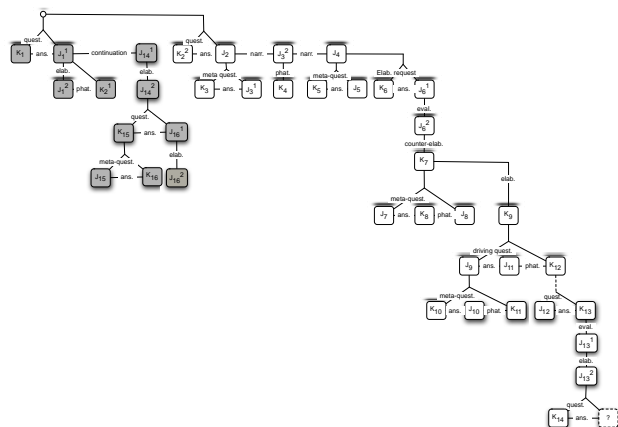 quest. quest.
K1 ans. J1^1 continuation J14^1 K2^2 ans. J2 narr. J3^2 narr. J4
elab. elab. meta quest. phat. meta-quest. Elab. request
J1^2 phat. K2^1 J14^2 K3 ans. J3^1 K4 K5 ans. J5 K6 ans. J6^1
quest. eval.
K15 ans. J16^1 J6^2
counter-elab.
meta-quest. elab. K7
J15 ans. K16 J16^2 elab.
meta-quest.
J7 ans. K8 phat. J8 K9
driving quest.
J9 ans. J11 phat. K12
meta-quest. quest.
K10 ans. J10 phat. K11 J12 ans. K13
eval.
J13^1
elab.
J13^2
quest.
K14 ans. ?